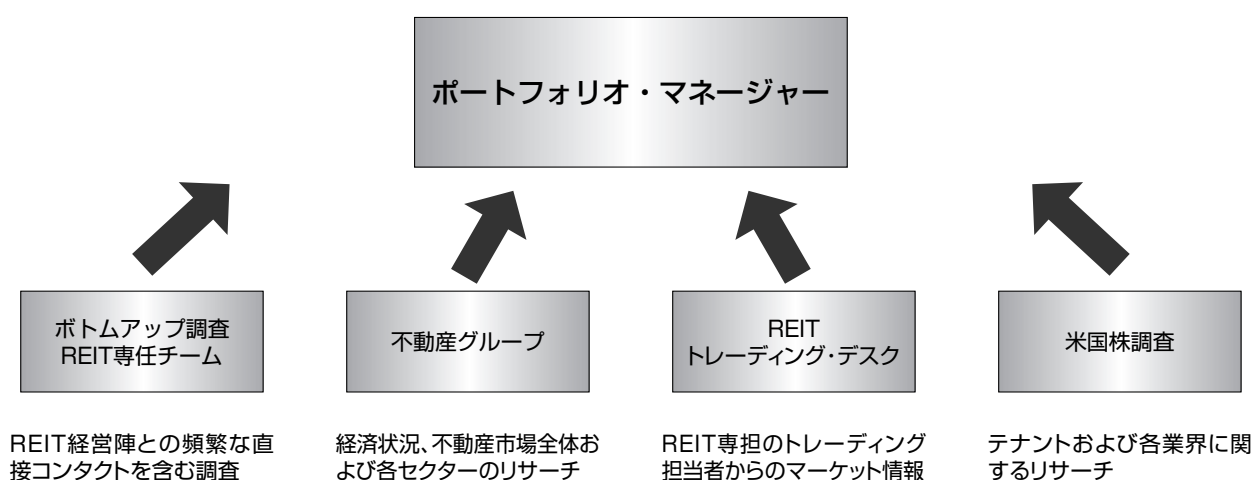 ポートフォリオ・マネージャー
ボトムアップ調査
REIT専任チーム
不動産グループ
REIT
トレーディング・デスク
米国株調査
REIT経営陣との頻繁な直
接コンタクトを含む調査
経済状況、不動産市場全体お
よび各セクターのリサーチ
REIT専担のトレーディング
担当者からのマーケット情報
テナントおよび各業界に関
するリサーチ